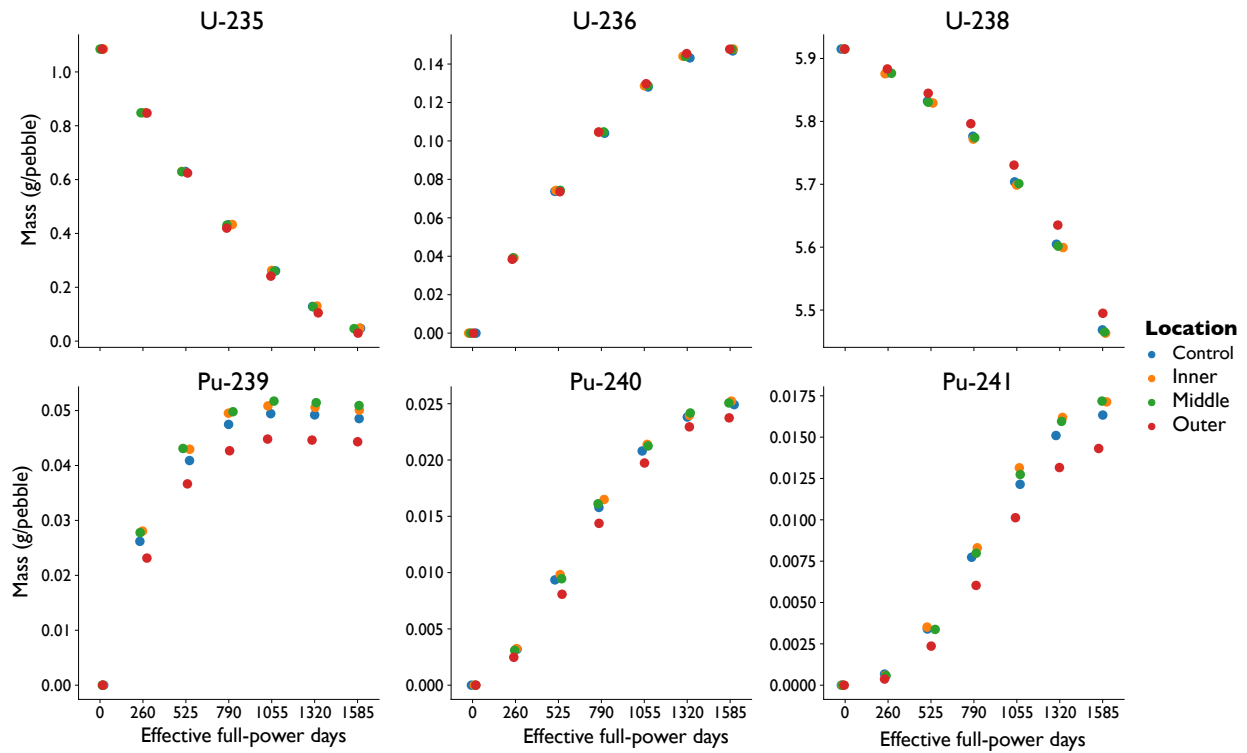 U-235
U-236
U-238
Mass (g/pebble)
1.0
0.8
0.6
0.4
0.2
0.0
0.14
0.12
0.10
0.08
0.06
0.04
0.02
0.00
5.9
5.8
5.7
5.6
5.5
Location
Control
Inner
Middle
Outer
Pu-239
Pu-240
Pu-241
Mass (g/pebble)
0.05
0.04
0.03
0.02
0.01
0.00
0.025
0.020
0.015
0.010
0.005
0.000
0.0175
0.0150
0.0125
0.0100
0.0075
0.0050
0.0025
0.0000
0 260 525 790 1055 1320 1585
0 260 525 790 1055 1320 1585
0 260 525 790 1055 1320 1585
Effective full-power days
Effective full-power days
Effective full-power days